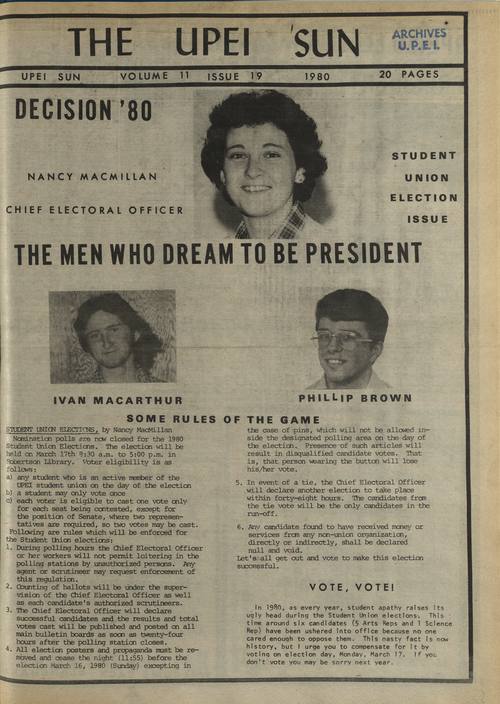 THE UPEI SUN
ARCHIVES
U.P.E.I.
UPEI SUN VOLUME 11 ISSUE 19 1980 20 PAGES
DECISION '80
NANCY MACMILLAN
CHIEF ELECTORAL OFFICER
STUDENT
UNION
ELECTION
ISSUE
THE MEN WHO DREAM TO BE PRESIDENT
IVAN MACARTHUR
PHILLIP BROWN
SOME RULES OF THE GAME
STUDENT UNION ELECTIONS, by Nancy MacMillan
Nomination polls are now closed for the 1980
Student Union Elections. The election will be
held on March 17th 8:30 a.m. to 5:00 p.m. in
Robertson Library. Voter eligibility is as
follows:
a) any student who is an active member of the
UPEI student union on the day of the election
b) a student may only vote once
c) each voter is eligible to cast one vote only
for each seat being contested, except for
the position of Senate, where two represen-
tatives are required, so two votes may be cast.
Following are rules which will be enforced for
the Student Union elections:
1. During polling hours the Chief Electoral Officer
or her workers will not permit loitering in the
polling stations by unauthorized persons. Any
agent or scrutineer may request enforcement of
this regulation.
2. Counting of ballots will be under the super-
vision of the Chief Electoral Officer as well
as each candidate's authorized scrutineers.
3. The Chief Electoral Officer will declare
successful candidates and the results and total
votes cast will be published and posted on all
main bulletin boards as soon as twenty-four
hours after the polling station closes.
4. All election posters and propaganda must be re-
moved and cease the night (11:55) before the
election March 16, 1980 (Sunday) excepting in
the case of pins, which will not be allowed in-
side the designated polling area on the day of
the election. Presence of such articles will
result in disqualified candidate votes. That
is, that person wearing the button will lose
his/her vote.
5. In event of a tie, the Chief Electoral Officer
will declare another election to take place
within forty-eight hours. The candidates from
the tie vote will be the only candidates in the
run-off.
6. Any candidate found to have received money or
services from any non-union organization,
directly or indirectly, shall be declared
null and void.
Let's all get out and vote to make this election
successful.
VOTE, VOTE!
In 1980, as every year, student apathy raises its
ugly head during the Student Union elections. This
time around six candidates (5 Arts Reps and 1 Science
Rep) have been ushered into office because no one
cared enough to oppose them. This nasty fact is now
history, but I urge you to compensate for it by
voting on election day, Monday, March 17. If you
don't vote you may be sorry next year.